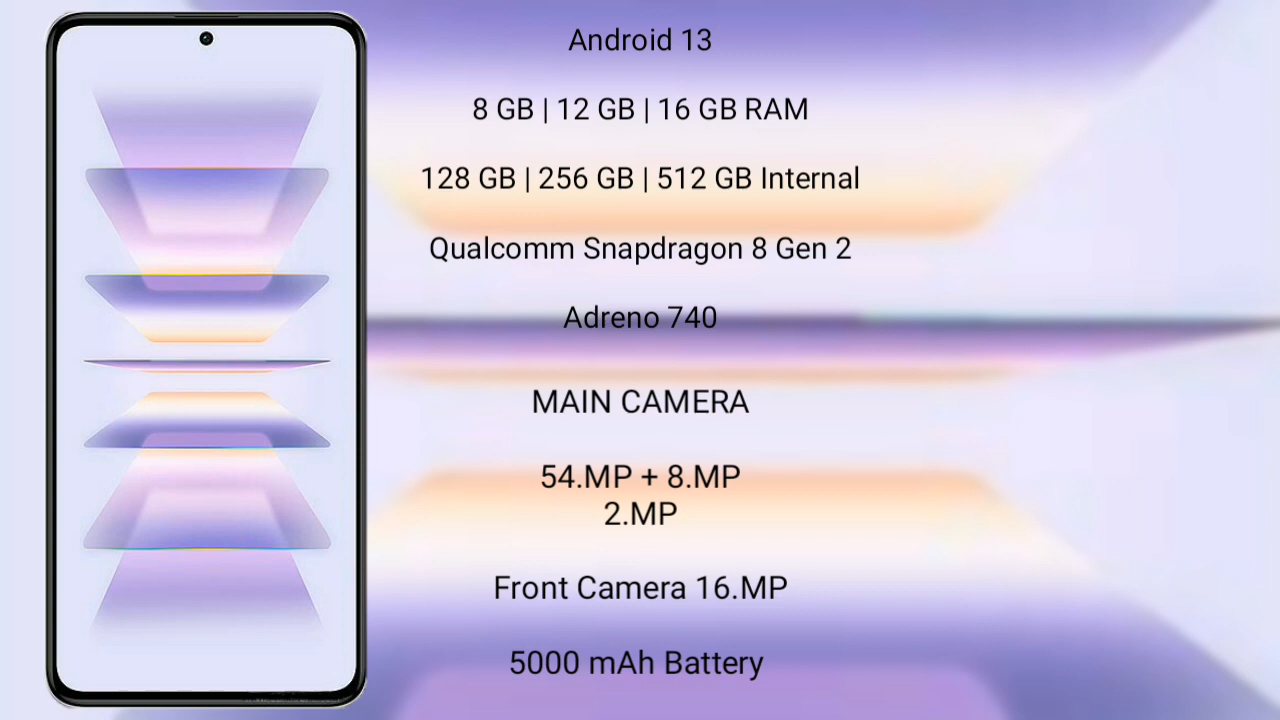 Android 13
8 GB | 12 GB | 16 GB RAM
128 GB | 256 GB | 512 GB Internal
Qualcomm Snapdragon 8 Gen 2
Adreno 740
MAIN CAMERA
54.MP + 8.MP
2.MP
Front Camera 16.MP
5000 mAh Battery